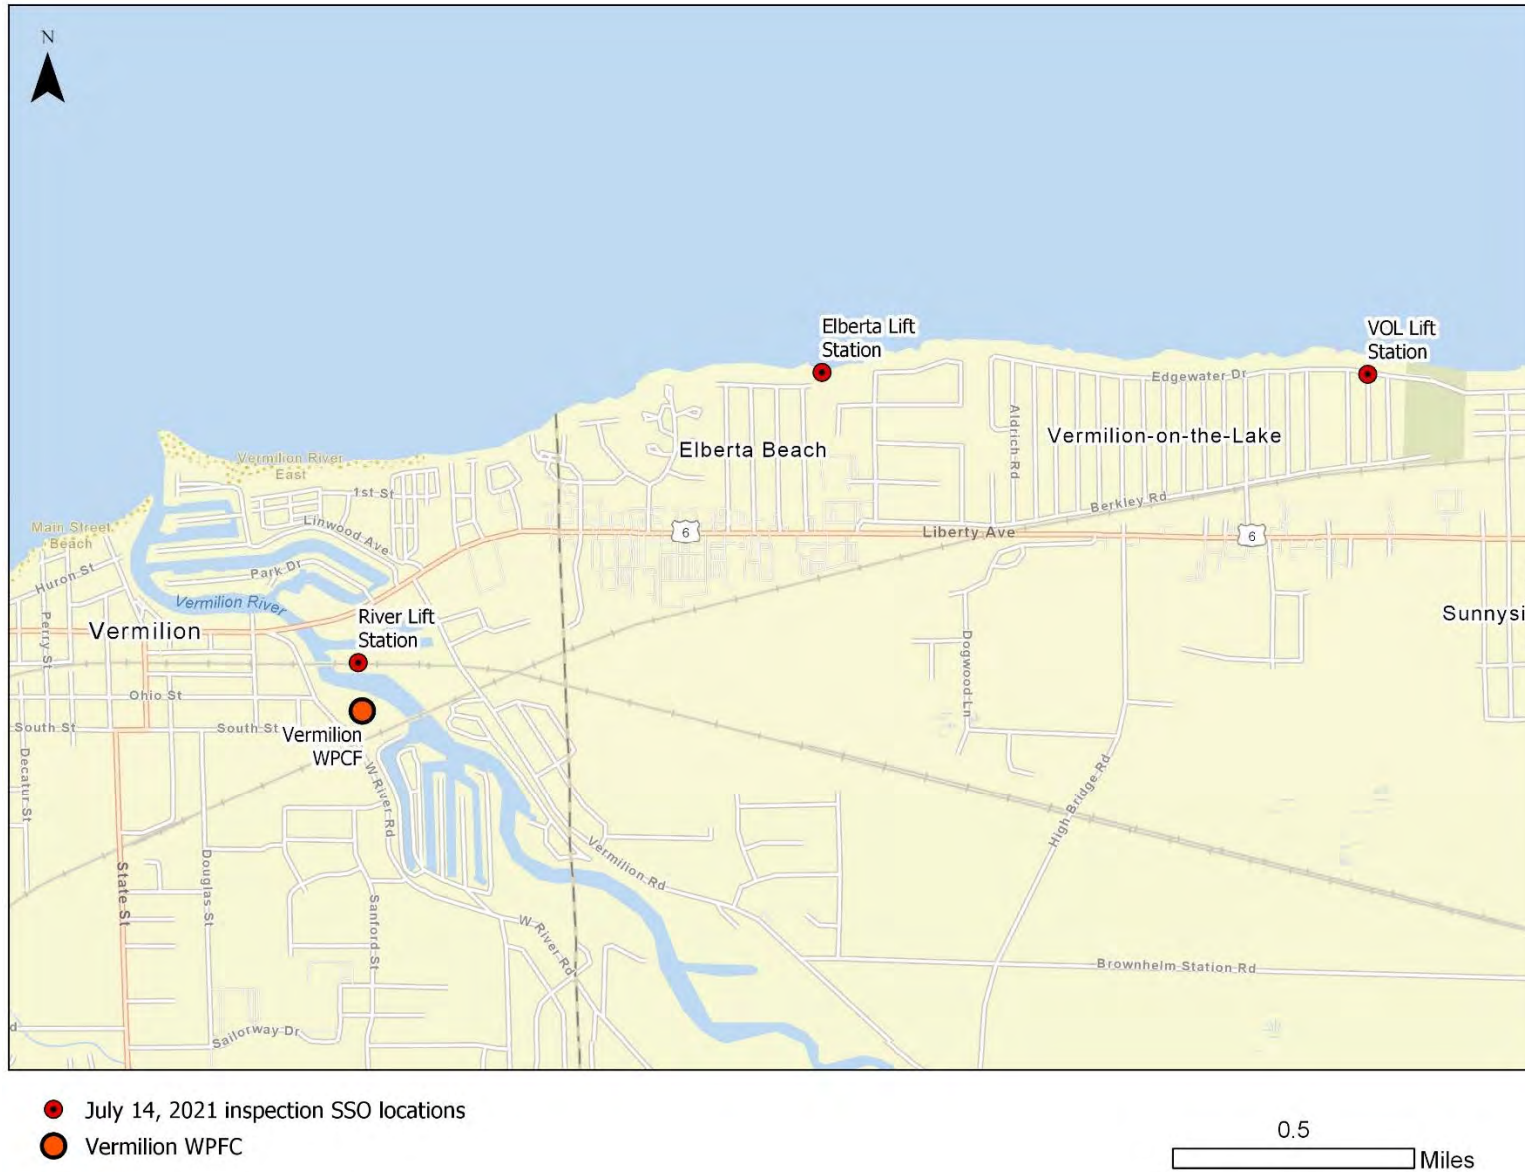 N
Elberta Lift
Station
VOL Lift
Station
Edgewater Dr
Aldrich Rd
Vermilion-on-the-Lake
Elberta Beach
Vermilion River
East
1st St
Linwood Ave
Main Street
Beach
Berkley Rd
6
Liberty Ave
6
Huron St
Park Dr
Vermilion River
Perry St
Vermilion
River Lift
Station
Sunnysi
Dogwood Ln
Ohio St
South St
South St
Vermilion
WPCF
Decatur St
W River Rd
High Bridge Rd
State St
Douglas St
Sanford St
Vermilion Rd
W River Rd
Brownhelm Station Rd
d
Sailorway Dr
July 14, 2021 inspection SSO locations
Vermilion WPFC
0.5
Miles